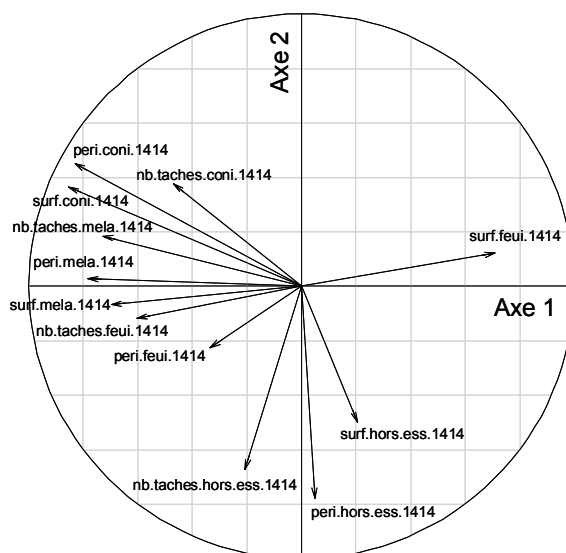 Axe 2
peri.coni.1414
nb.taches.coni.1414
surf.coni.1414
nb.taches.mela.1414
surf.feui.1414
peri.mela.1414
surf.mela.1414
Axe 1
nb.taches.feui.1414
peri.feui.1414
surf.hors.ess.1414
nb.taches.hors.ess.1414
peri.hors.ess.1414